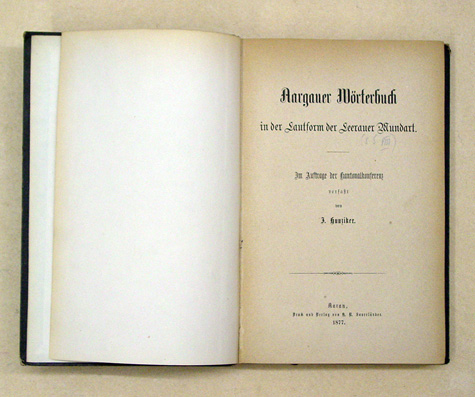 Aargauer Wörterbuch
in der Lautform der Leerauer Mundart.
Im Auftrage der Kantonalkonferenz
verfaßt
von
J. Hunziker.
Aarau,
Druck und Verlag von H. R. Sauerländer.
1877.